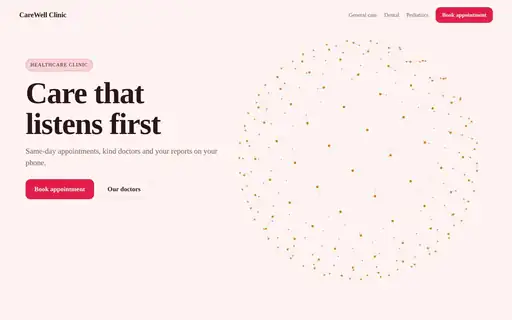 CareWell Clinic
General care Dental Pediatrics Book appointment
HEALTHCARE CLINIC
Care that
listens first
Same-day appointments, kind doctors and your reports on your
phone.
Book appointment Our doctors